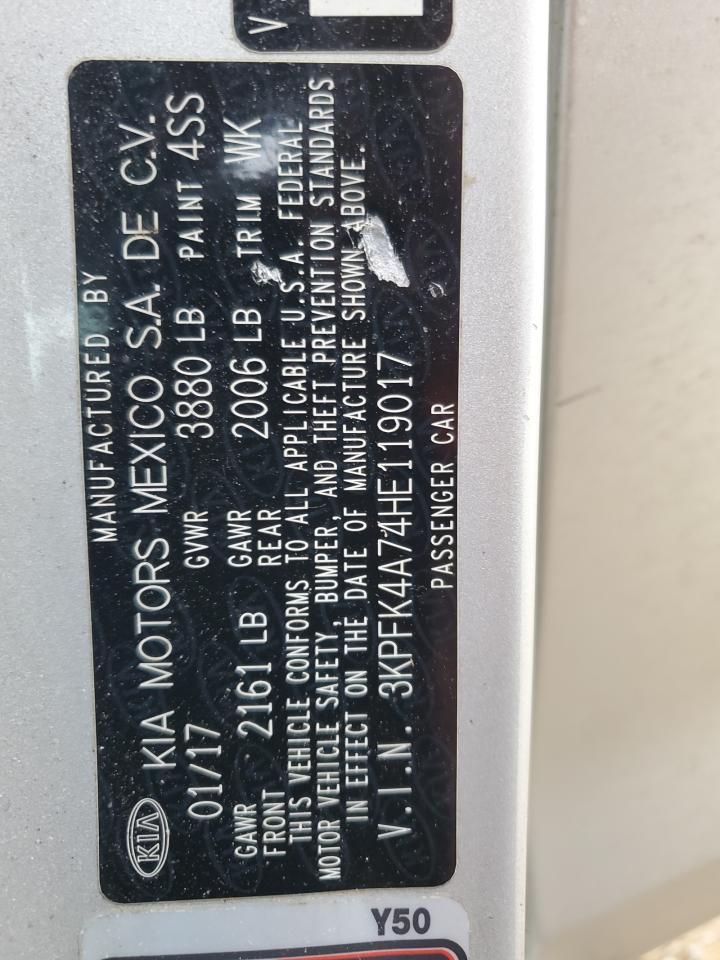 V
MANUFACTURED BY
KIA KIA MOTORS MEXICO S.A. DE C.V.
01/17 GVWR 3880 LB PAINT 4SS
GAWR FRONT 2161 LB GAWR REAR 2006 LB TRIM WK
THIS VEHICLE CONFORMS TO ALL APPLICABLE U.S.A. FEDERAL
MOTOR VEHICLE SAFETY, BUMPER, AND THEFT PREVENTION STANDARDS
IN EFFECT ON THE DATE OF MANUFACTURE SHOWN ABOVE.
V.I.N. 3KPFK4A74HE119017
PASSENGER CAR
Y50